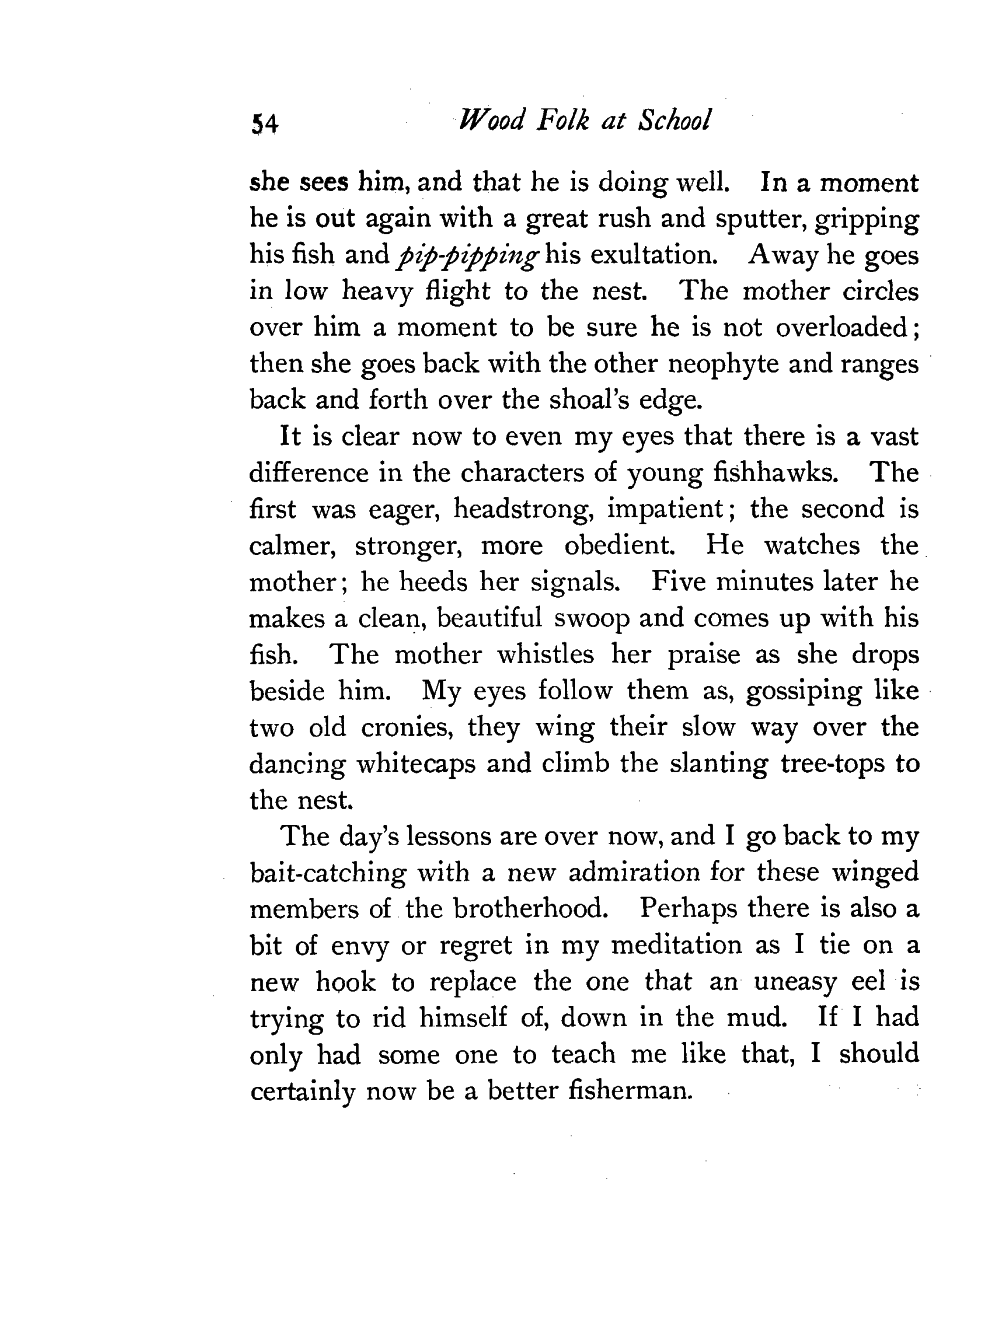 54 Wood Folk at School
she sees him, and that he is doing well. In a moment
he is out again with a great rush and sputter, gripping
his fish and pip-pipping his exultation. Away he goes
in low heavy flight to the nest. The mother circles
over him a moment to be sure he is not overloaded;
then she goes back with the other neophyte and ranges
back and forth over the shoal's edge.
It is clear now to even my eyes that there is a vast
difference in the characters of young fishhawks. The
first was eager, headstrong, impatient; the second is
calmer, stronger, more obedient. He watches the
mother; he heeds her signals. Five minutes later he
makes a clean, beautiful swoop and comes up with his
fish. The mother whistles her praise as she drops
beside him. My eyes follow them as, gossiping like
two old cronies, they wing their slow way over the
dancing whitecaps and climb the slanting tree-tops to
the nest.
The day's lessons are over now, and I go back to my
bait-catching with a new admiration for these winged
members of the brotherhood. Perhaps there is also a
bit of envy or regret in my meditation as I tie on a
new hook to replace the one that an uneasy eel is
trying to rid himself of, down in the mud. If I had
only had some one to teach me like that, I should
certainly now be a better fisherman.